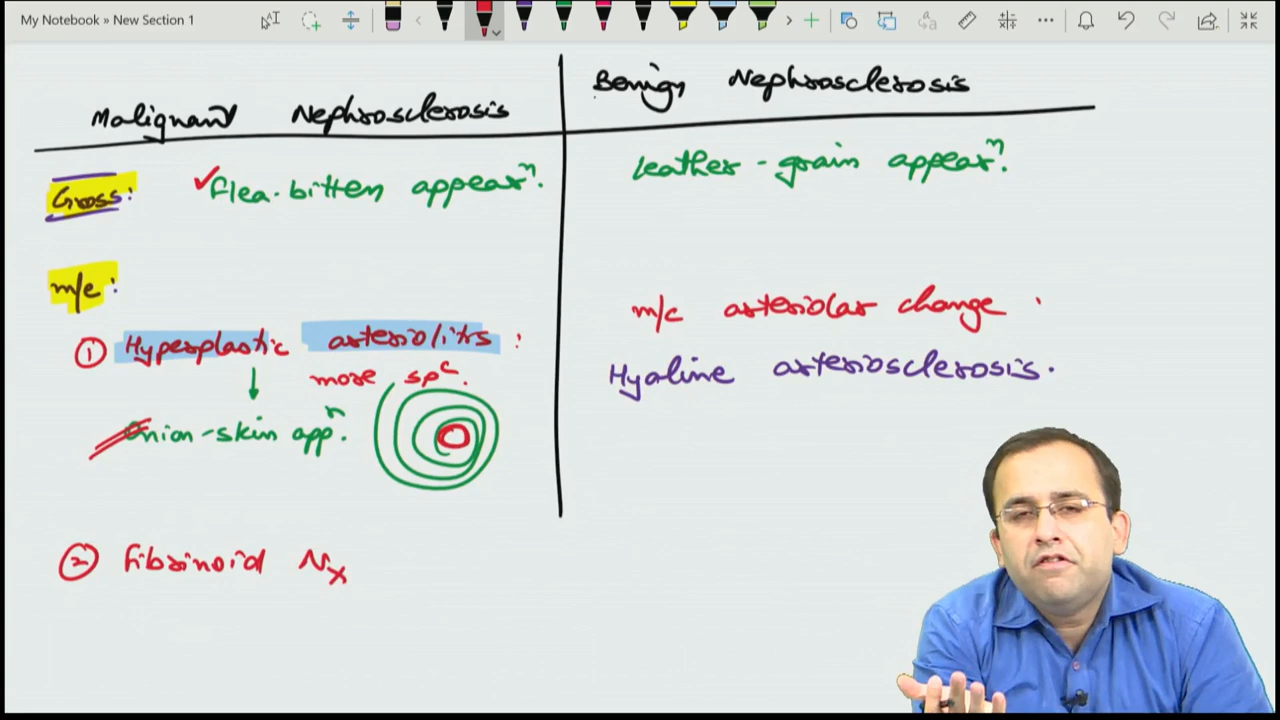 My Notebook » New Section 1
Malignant Nephrosclerosis
Benign Nephrosclerosis
Gross: Flea-bitten appearⁿ.
leather-grain appearⁿ.
m/e:
① Hyperplastic arteriolitis :
more spᶜ.
Onion-skin appⁿ.
② Fibrinoid Nx
m/c arteriolar change :
Hyaline arteriosclerosis.